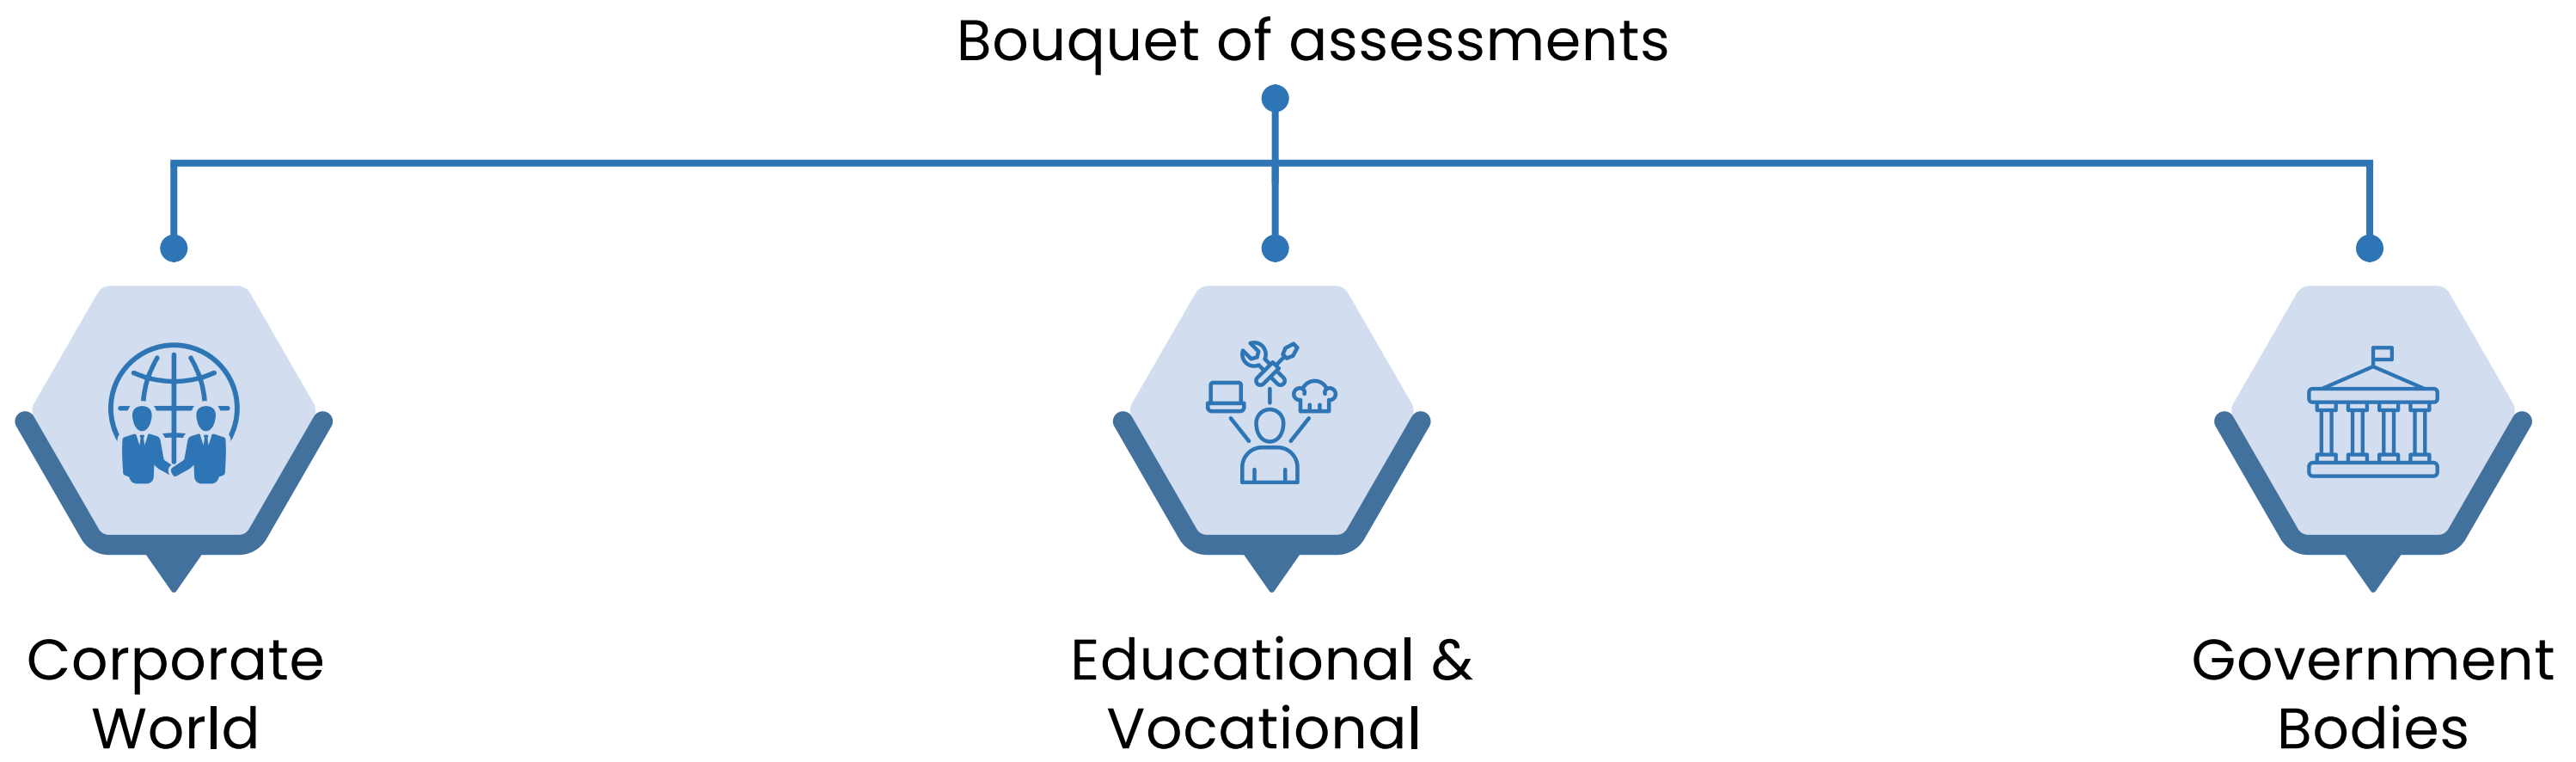 Bouquet of assessments
Corporate
World
Educational &
Vocational
Government
Bodies